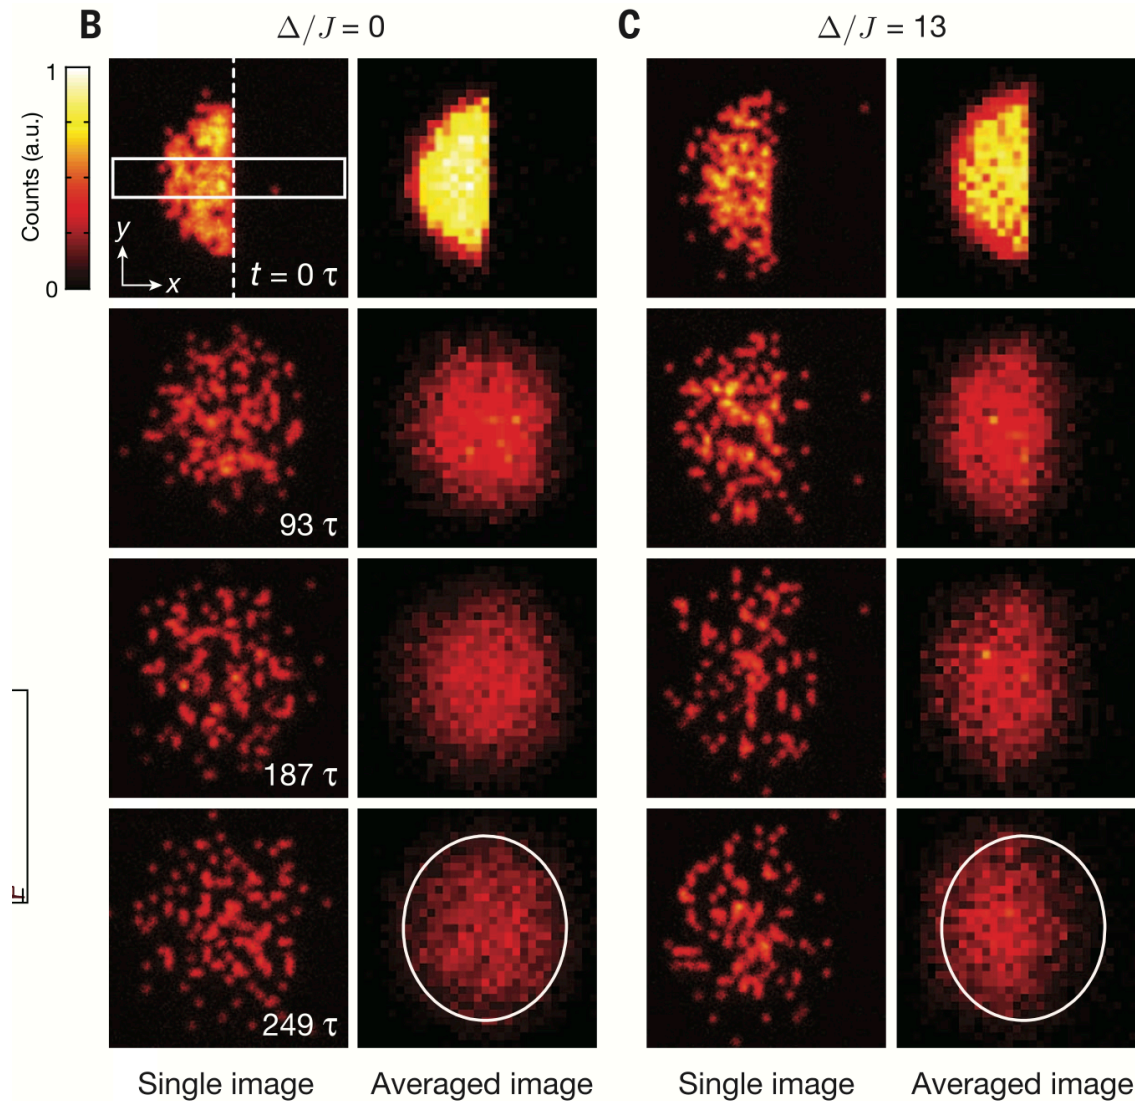 B Δ/J = 0 C Δ/J = 13
1
Counts (a.u.)
0
y
x
t = 0 τ
93 τ
187 τ
249 τ
Single image Averaged image Single image Averaged image